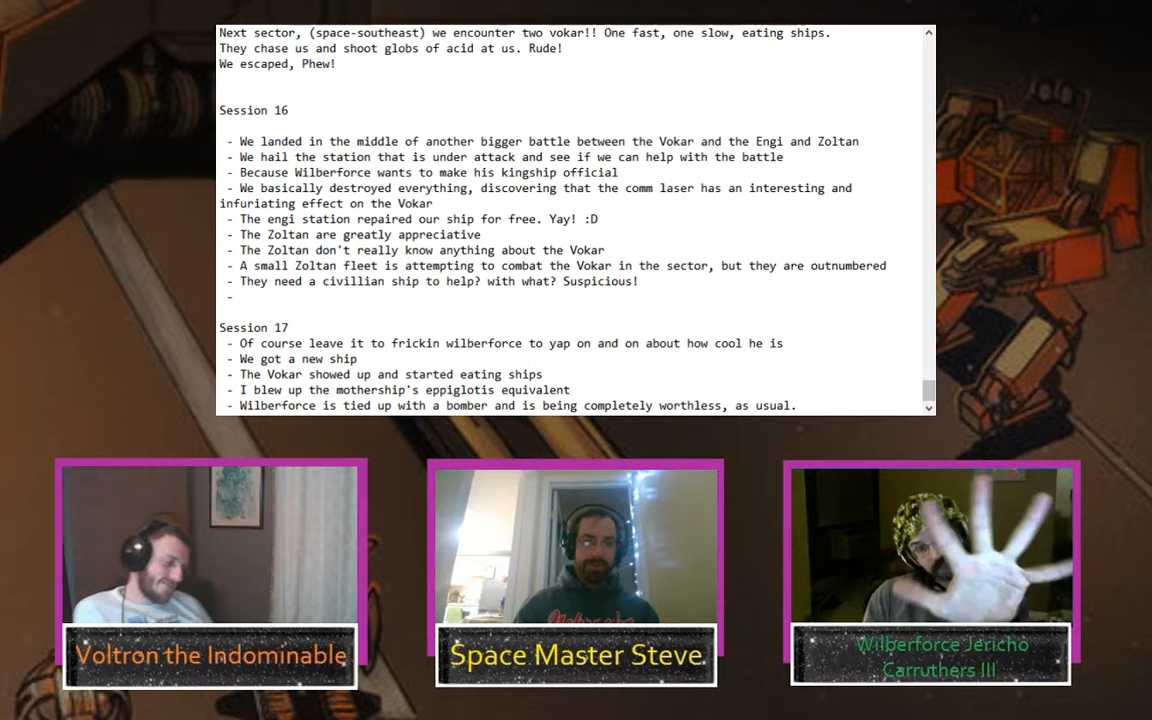 Next sector, (space-southeast) we encounter two vokar!! One fast, one slow, eating ships.
They chase us and shoot globs of acid at us. Rude!
We escaped, Phew!
Session 16
- We landed in the middle of another bigger battle between the Vokar and the Engi and Zoltan
- We hail the station that is under attack and see if we can help with the battle
- Because Wilberforce wants to make his kingship official
- We basically destroyed everything, discovering that the comm laser has an interesting and
infuriating effect on the Vokar
- The engi station repaired our ship for free. Yay! :D
- The Zoltan are greatly appreciative
- The Zoltan don't really know anything about the Vokar
- A small Zoltan fleet is attempting to combat the Vokar in the sector, but they are outnumbered
- They need a civillian ship to help? with what? Suspicious!
-
Session 17
- Of course leave it to frickin wilberforce to yap on and on about how cool he is
- We got a new ship
- The Vokar showed up and started eating ships
- I blew up the mothership's eppiglotis equivalent
- Wilberforce is tied up with a bomber and is being completely worthless, as usual.
Voltron the Indominable
Space Master Steve
Wilberforce Jericho
Carruthers III